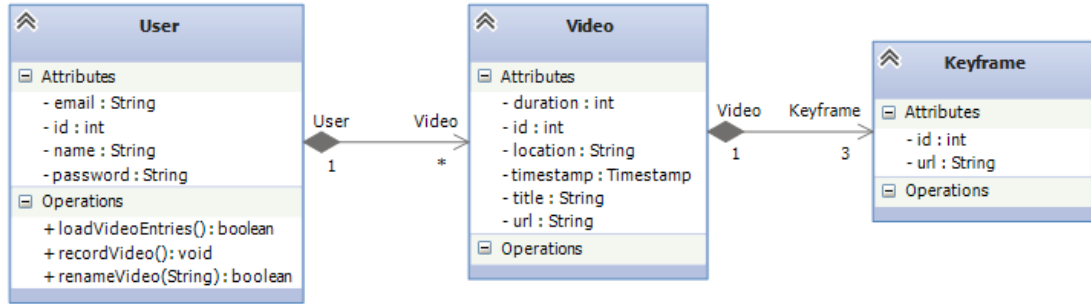 User
Attributes
- email : String
- id : int
- name : String
- password : String
Operations
+ loadVideoEntries() : boolean
+ recordVideo() : void
+ renameVideo(String) : boolean
User
1
Video
*
Video
Attributes
- duration : int
- id : int
- location : String
- timestamp : Timestamp
- title : String
- url : String
Operations
Video
1
Keyframe
3
Keyframe
Attributes
- id : int
- url : String
Operations